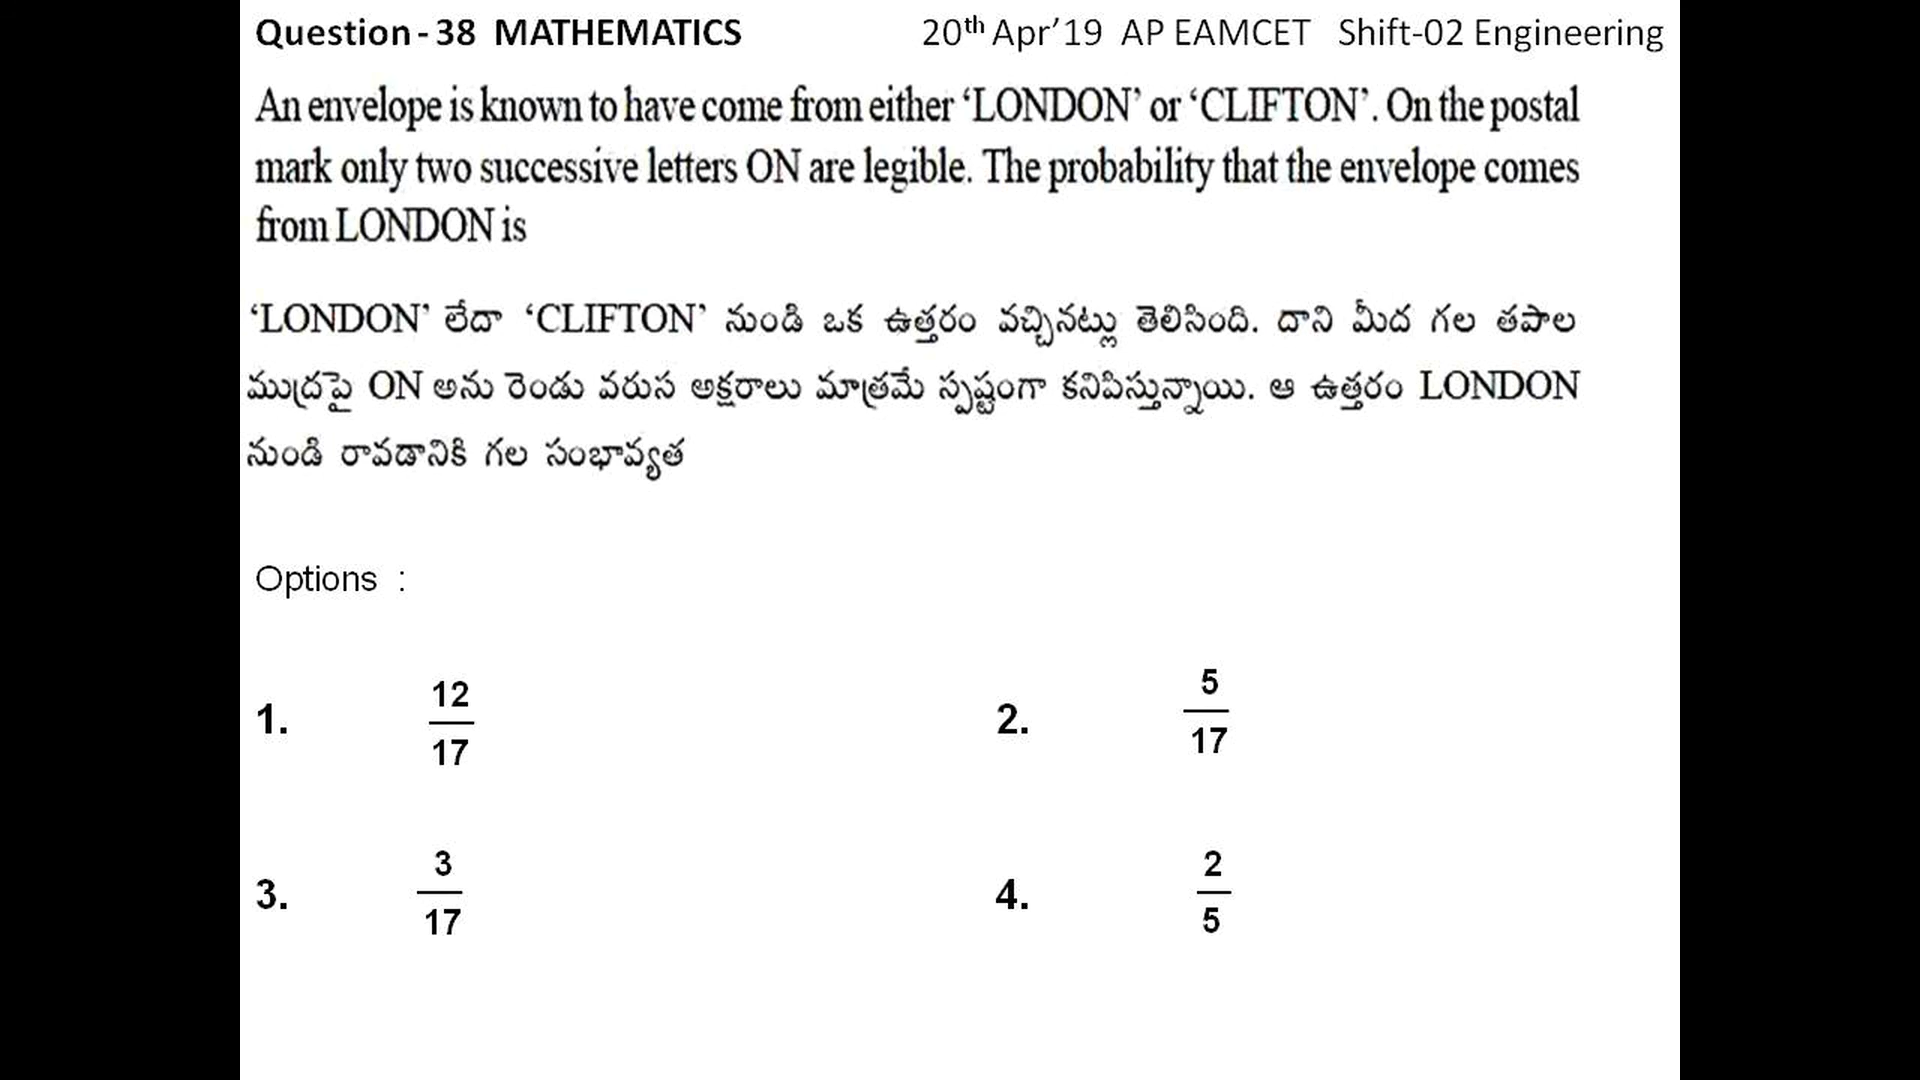 Question - 38 MATHEMATICS 20th Apr’19 AP EAMCET Shift-02 Engineering
An envelope is known to have come from either ‘LONDON’ or ‘CLIFTON’. On the postal
mark only two successive letters ON are legible. The probability that the envelope comes
from LONDON is
‘LONDON’ లేదా ‘CLIFTON’ నుండి ఒక ఉత్తరం వచ్చినట్లు తెలిసింది. దాని మీద గల తపాల
ముద్రపై ON అను రెండు వరుస అక్షరాలు మాత్రమే స్పష్టంగా కనిపిస్తున్నాయి. ఆ ఉత్తరం LONDON
నుండి రావడానికి గల సంభావ్యత
Options :
1. 12/17 2. 5/17
3. 3/17 4. 2/5